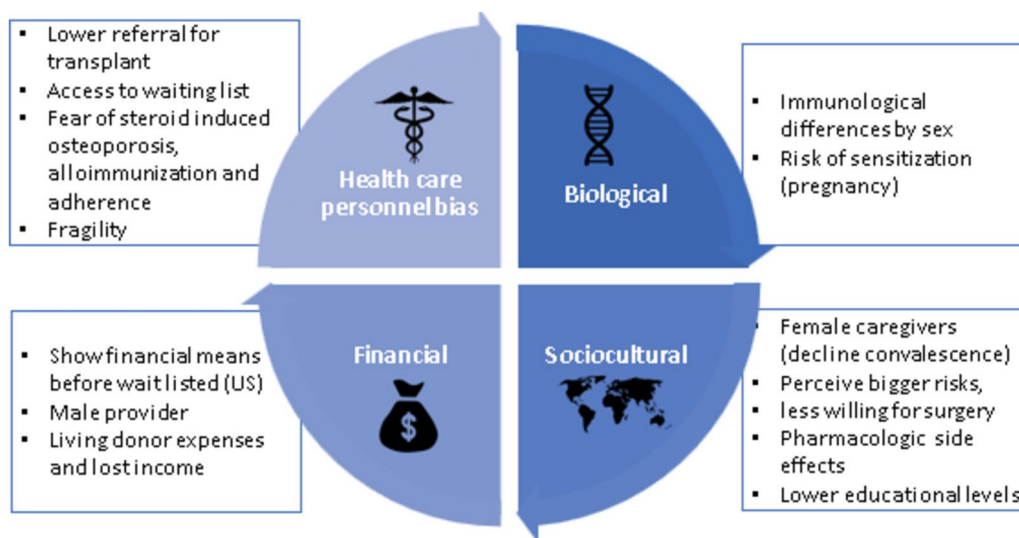 ▪ Lower referral for
transplant
▪ Access to waiting list
▪ Fear of steroid induced
osteoporosis,
alloimmunization and
adherence
▪ Fragility
Health care
personnel bias
Biological
▪ Immunological
differences by sex
▪ Risk of sensitization
(pregnancy)
▪ Show financial means
before wait listed (US)
▪ Male provider
▪ Living donor expenses
and lost income
Financial
$
Sociocultural
▪ Female caregivers
(decline convalescence)
▪ Perceive bigger risks,
▪ less willing for surgery
▪ Pharmacologic side
effects
▪ Lower educational levels